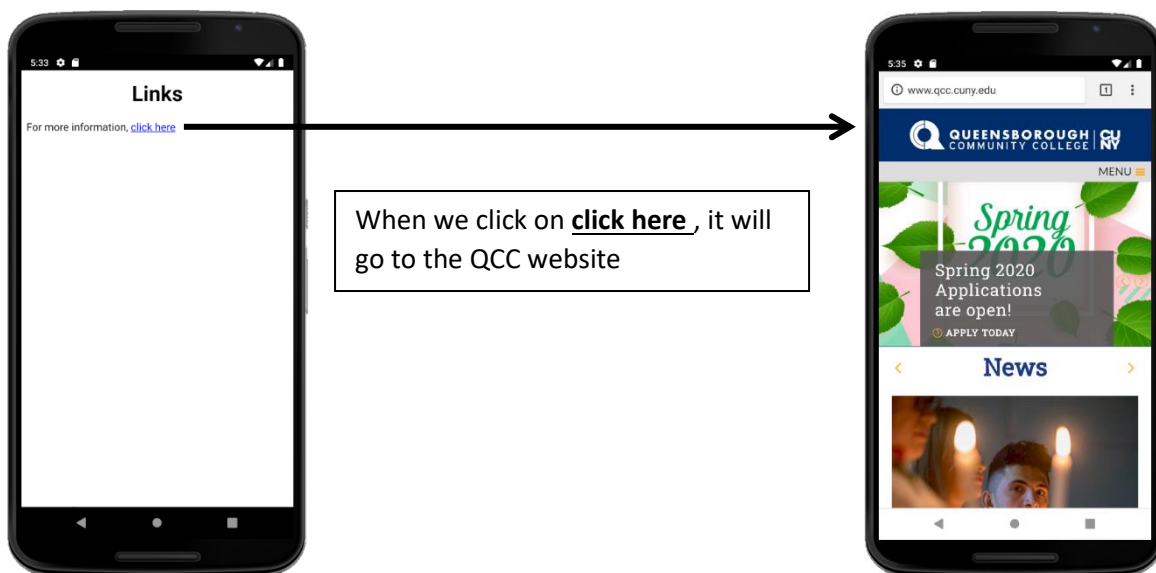 5:33
Links
For more information, click here
When we click on click here , it will
go to the QCC website
5:35
www.qcc.cuny.edu
1
QUEENSBOROUGH
COMMUNITY COLLEGE
CU
NY
MENU
Spring
2020
Spring 2020
Applications
are open!
APPLY TODAY
News